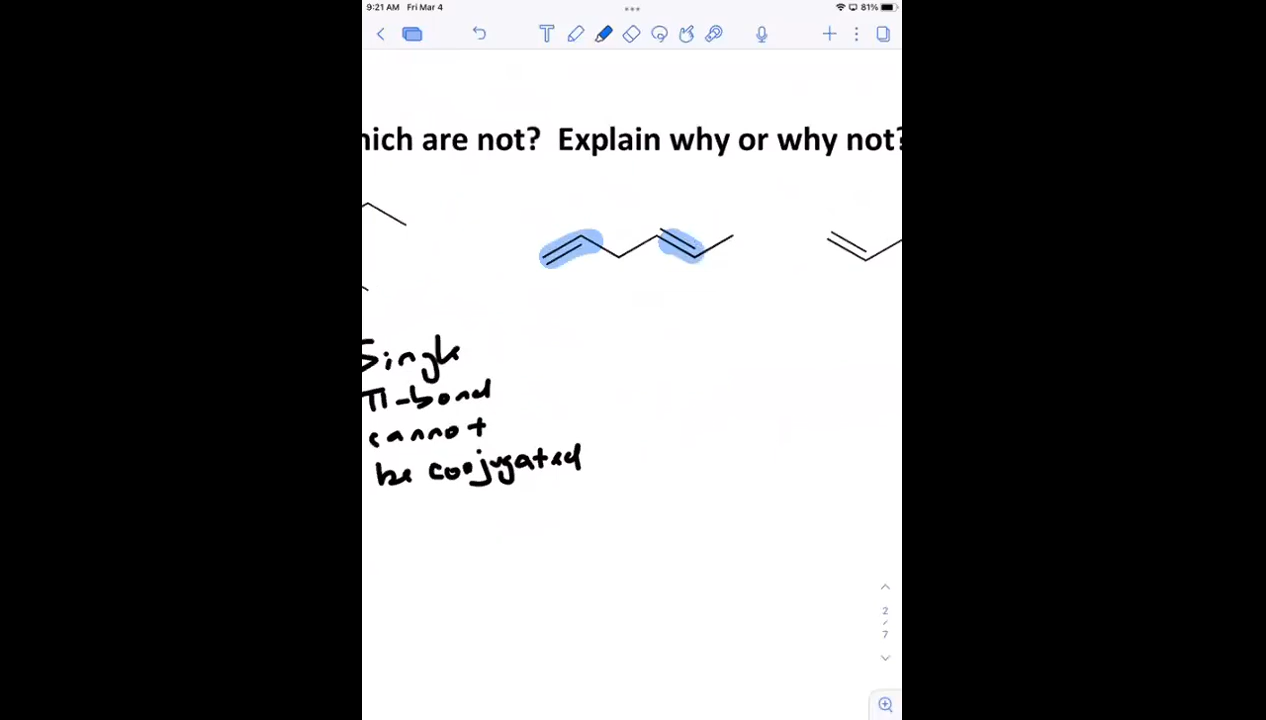 9:21 AM Fri Mar 4
81%
hich are not? Explain why or why not?
Single
π-bond
cannot
be conjugated
2
/
7